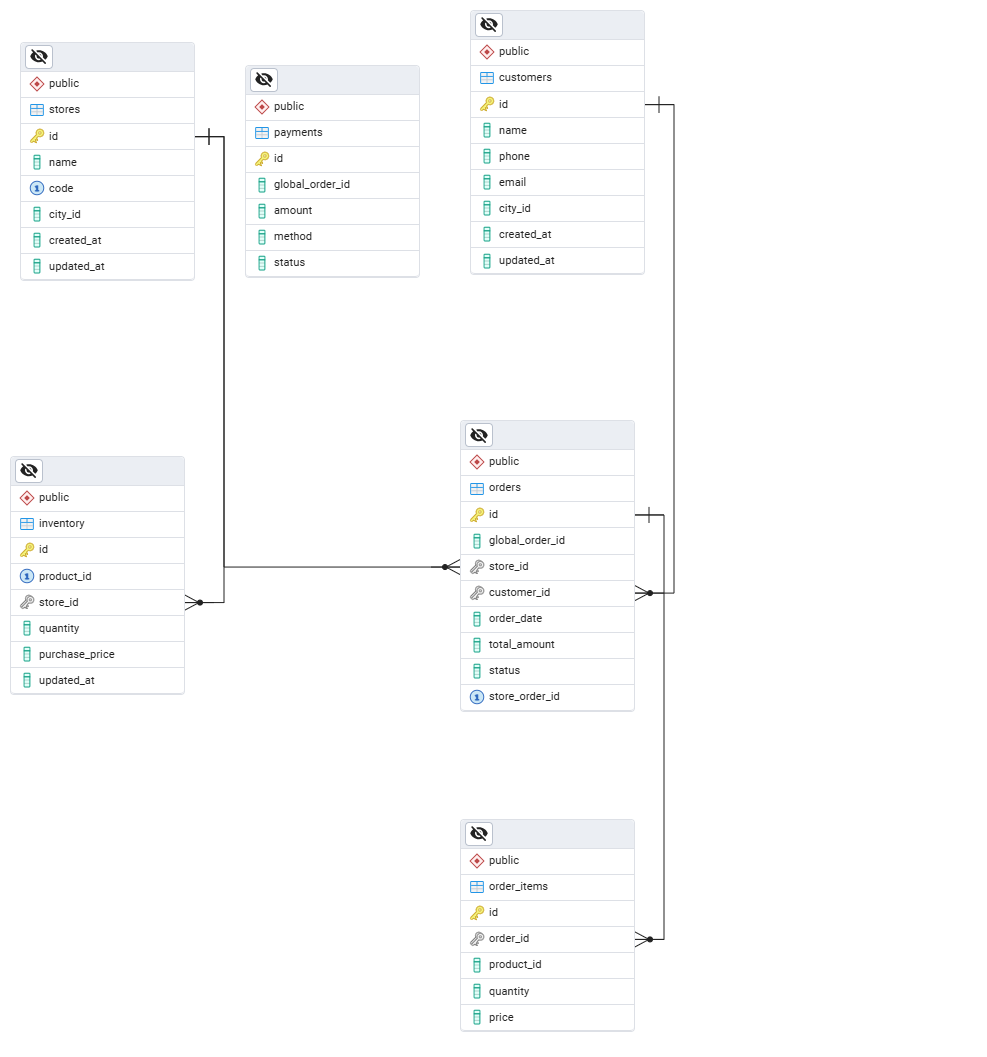 public
stores
id
name
code
city_id
created_at
updated_at
public
payments
id
global_order_id
amount
method
status
public
customers
id
name
phone
email
city_id
created_at
updated_at
public
inventory
id
product_id
store_id
quantity
purchase_price
updated_at
public
orders
id
global_order_id
store_id
customer_id
order_date
total_amount
status
store_order_id
public
order_items
id
order_id
product_id
quantity
price